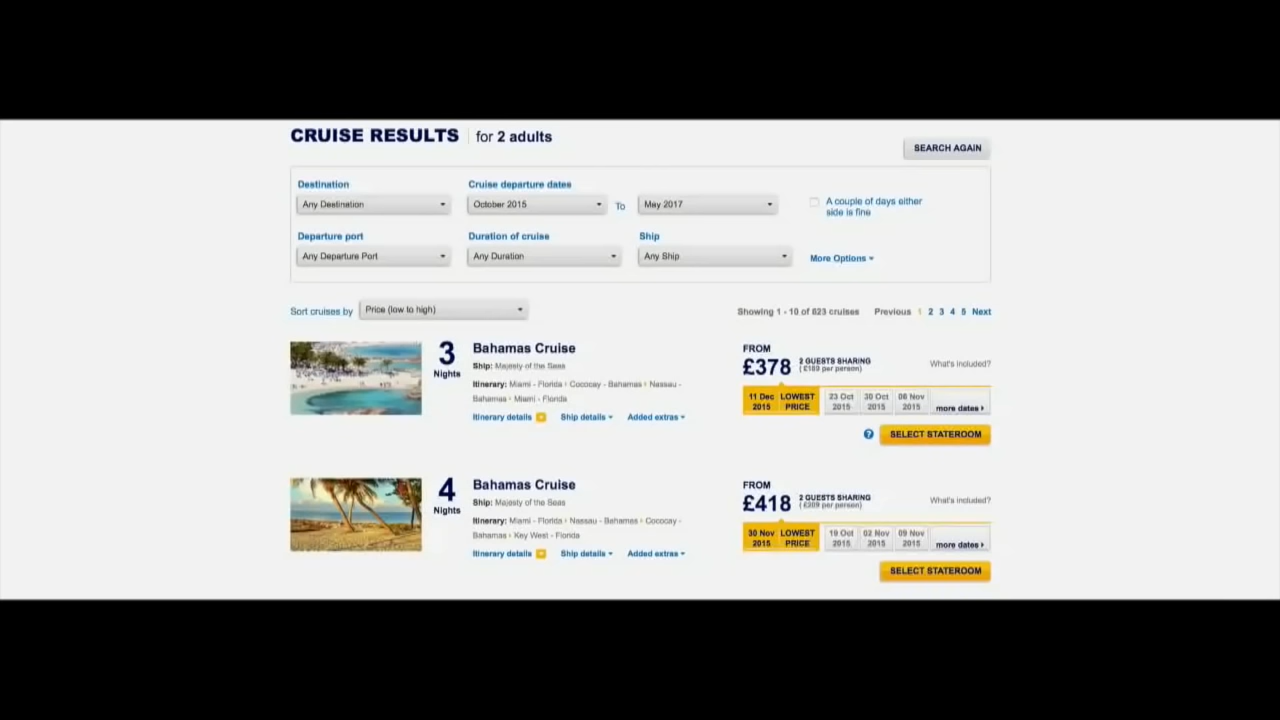 CRUISE RESULTS for 2 adults
SEARCH AGAIN
Destination
Cruise departure dates
Any Destination
October 2015
To
May 2017
A couple of days either
side is fine
Departure port
Duration of cruise
Ship
Any Departure Port
Any Duration
Any Ship
More Options
Sort cruises by
Price (low to high)
Showing 1 - 10 of 823 cruises
Previous 1 2 3 4 5 Next
3
Nights
Bahamas Cruise
Ship: Majesty of the Seas
Itinerary: Miami - Florida › Cococay - Bahamas › Nassau -
Bahamas › Miami - Florida
Itinerary details
Ship details
Added extras
FROM
£378
2 GUESTS SHARING
( £189 per person)
What's included?
11 Dec
2015
LOWEST
PRICE
23 Oct
2015
30 Oct
2015
06 Nov
2015
more dates
?
SELECT STATEROOM
4
Nights
Bahamas Cruise
Ship: Majesty of the Seas
Itinerary: Miami - Florida › Nassau - Bahamas › Cococay -
Bahamas › Key West - Florida
Itinerary details
Ship details
Added extras
FROM
£418
2 GUESTS SHARING
( £209 per person)
What's included?
30 Nov
2015
LOWEST
PRICE
19 Oct
2015
02 Nov
2015
09 Nov
2015
more dates
SELECT STATEROOM